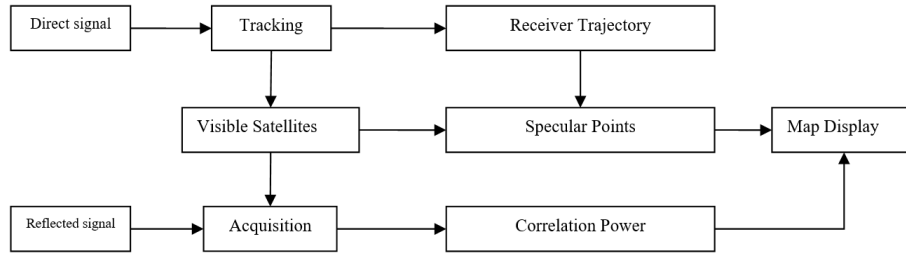 Direct signal
Tracking
Receiver Trajectory
Visible Satellites
Specular Points
Map Display
Reflected signal
Acquisition
Correlation Power